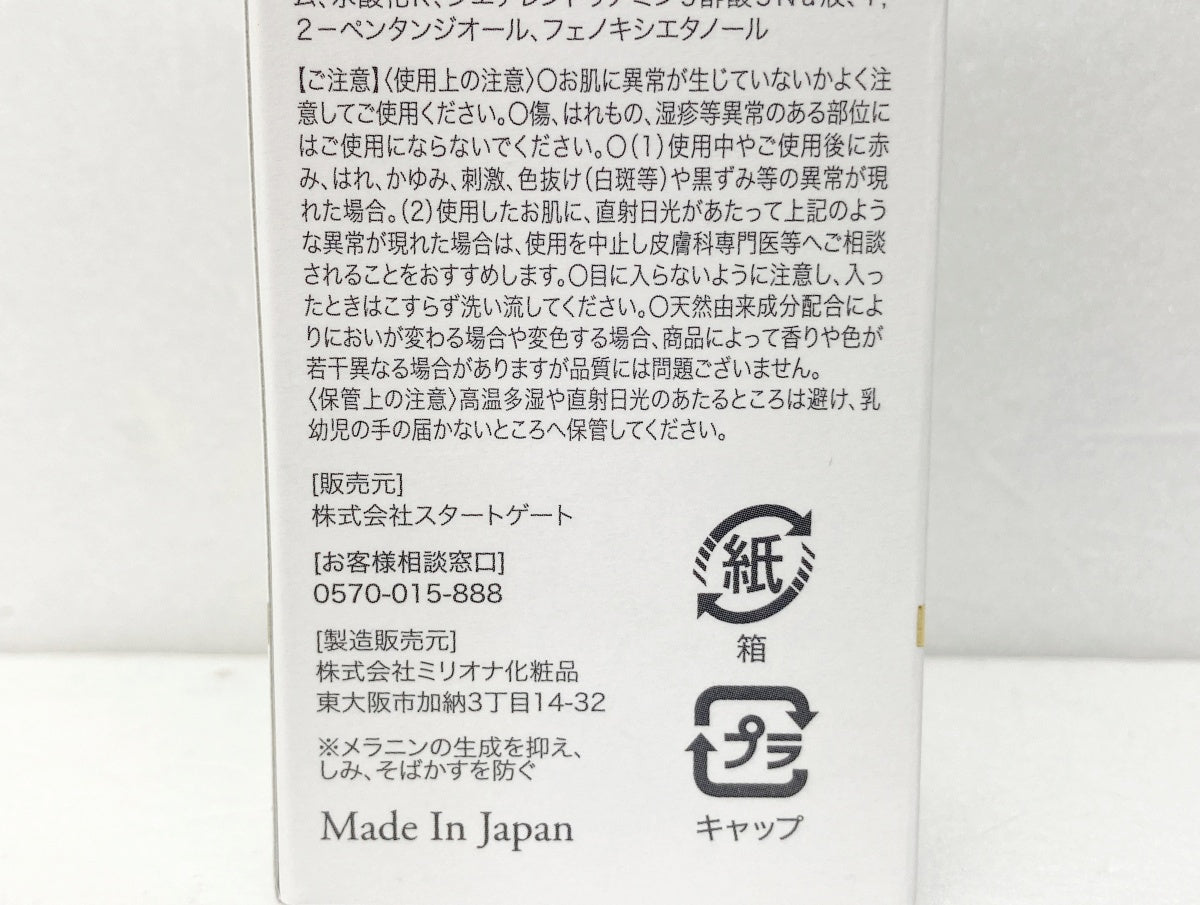 2－ペンタンジオール、フェノキシエタノール
【ご注意】〈使用上の注意〉〇お肌に異常が生じていないかよく注
意してご使用ください。〇傷、はれもの、湿疹等異常のある部位に
はご使用にならないでください。〇(1)使用中やご使用後に赤
み、はれ、かゆみ、刺激、色抜け(白斑等)や黒ずみ等の異常が現
れた場合。(2)使用したお肌に、直射日光があたって上記のよう
な異常が現れた場合は、使用を中止し皮膚科専門医等へご相談
されることをおすすめします。〇目に入らないように注意し、入っ
たときはこすらず洗い流してください。〇天然由来成分配合によ
りにおいが変わる場合や変色する場合、商品によって香りや色が
若干異なる場合がありますが品質には問題ございません。
〈保管上の注意〉高温多湿や直射日光のあたるところは避け、乳
幼児の手の届かないところへ保管してください。
[販売元]
株式会社スタートゲート
[お客様相談窓口]
0570-015-888
[製造販売元]
株式会社ミリオナ化粧品
東大阪市加納3丁目14-32
※メラニンの生成を抑え、
しみ、そばかすを防ぐ
Made In Japan
紙
箱
プラ
キャップ